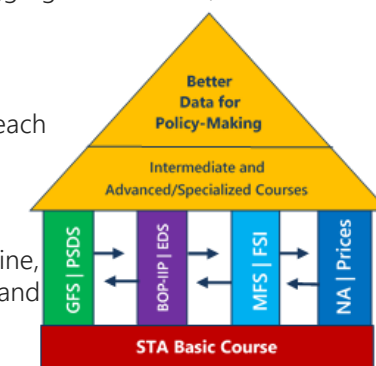 Better
Data for
Policy-Making
each
Intermediate and
Advanced/Specialized Courses
ine,
and
GFS | PSDS
BOP-IIP | EDS
MFS | FSI
NA | Prices
STA Basic Course